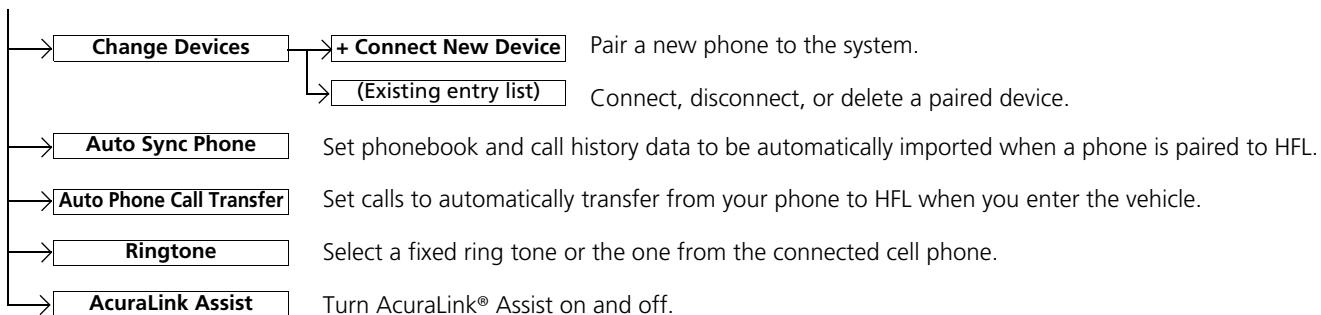 Change Devices + Connect New Device Pair a new phone to the system.
(Existing entry list) Connect, disconnect, or delete a paired device.
Auto Sync Phone Set phonebook and call history data to be automatically imported when a phone is paired to HFL.
Auto Phone Call Transfer Set calls to automatically transfer from your phone to HFL when you enter the vehicle.
Ringtone Select a fixed ring tone or the one from the connected cell phone.
AcuraLink Assist Turn AcuraLink® Assist on and off.